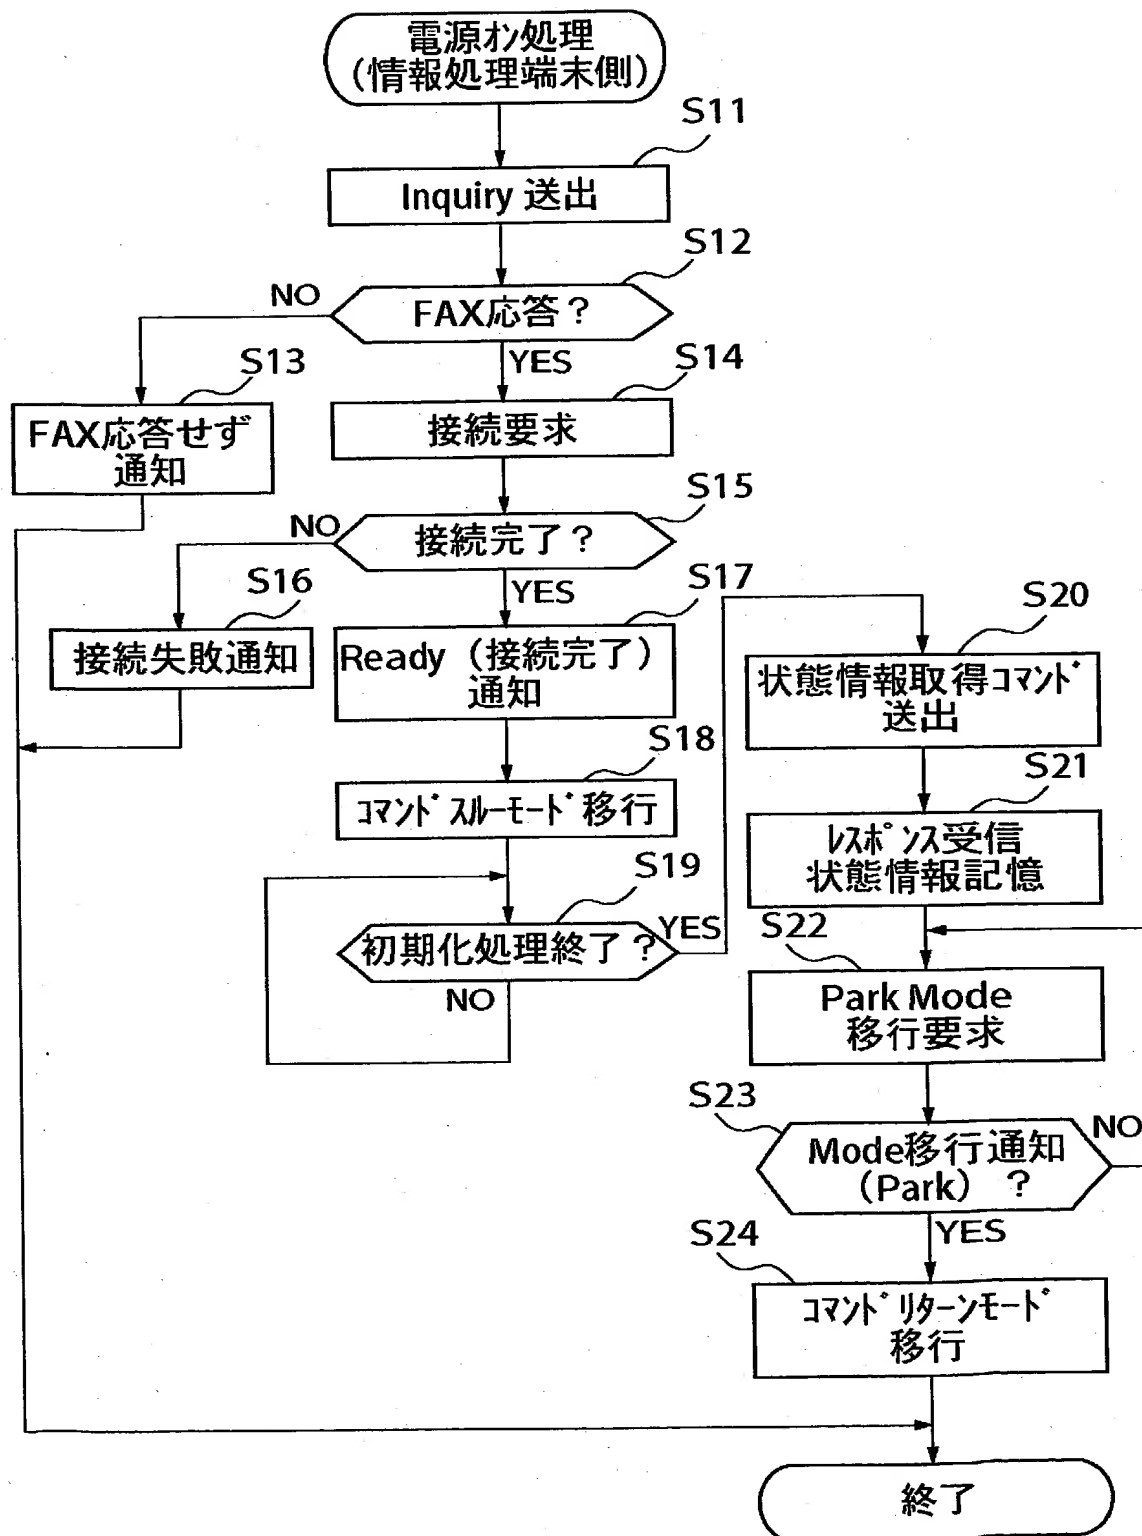 電源ｵﾝ処理
（情報処理端末側）
S11
Inquiry 送出
S12
NO
FAX応答？
YES
S13
FAX応答せず
通知
S14
接続要求
S15
NO
接続完了？
YES
S16
接続失敗通知
S17
Ready（接続完了）
通知
S18
ｺﾏﾝﾄﾞｽﾙｰﾓｰﾄﾞ移行
S19
初期化処理終了？
YES
NO
S20
状態情報取得ｺﾏﾝﾄﾞ
送出
S21
ﾚｽﾎﾟﾝｽ受信
状態情報記憶
S22
Park Mode
移行要求
S23
Mode移行通知
（Park）？
NO
YES
S24
ｺﾏﾝﾄﾞﾘﾀｰﾝﾓｰﾄﾞ
移行
終了